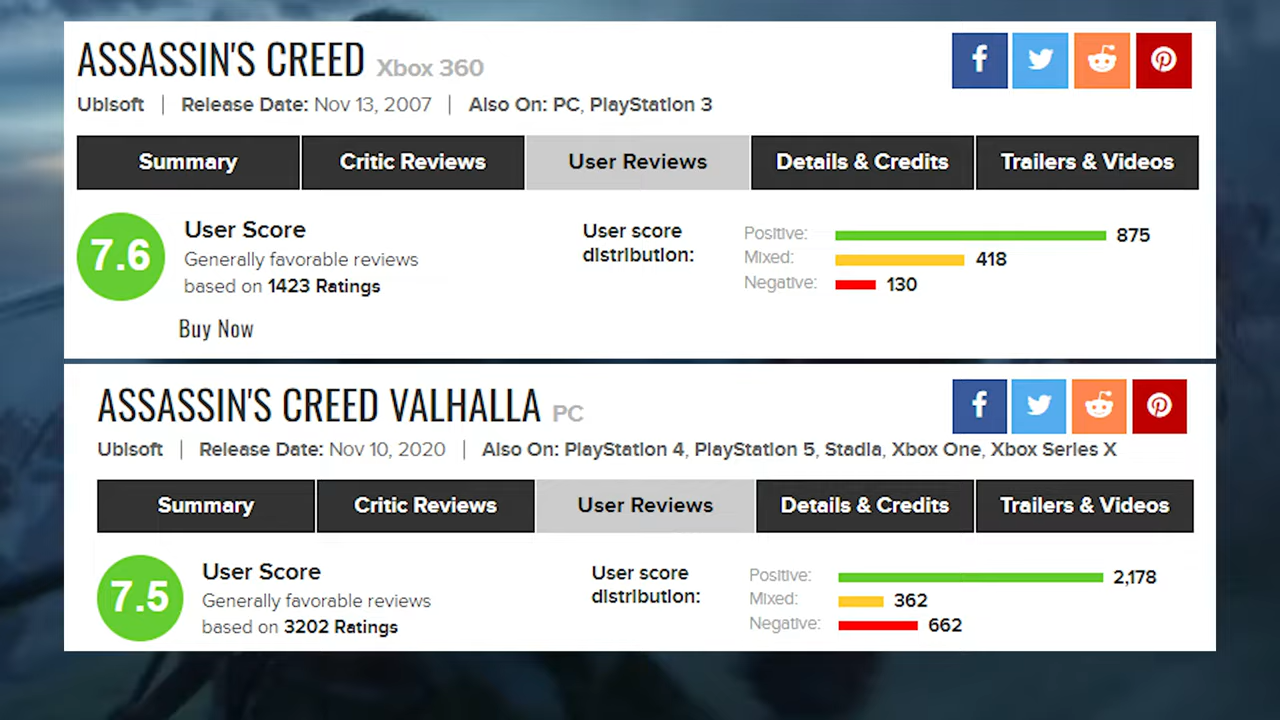 ASSASSIN'S CREED Xbox 360
Ubisoft | Release Date: Nov 13, 2007 | Also On: PC, PlayStation 3
Summary Critic Reviews User Reviews Details & Credits Trailers & Videos
7.6
User Score
Generally favorable reviews
based on 1423 Ratings
Buy Now
User score
distribution:
Positive: 875
Mixed: 418
Negative: 130
ASSASSIN'S CREED VALHALLA PC
Ubisoft | Release Date: Nov 10, 2020 | Also On: PlayStation 4, PlayStation 5, Stadia, Xbox One, Xbox Series X
Summary Critic Reviews User Reviews Details & Credits Trailers & Videos
7.5
User Score
Generally favorable reviews
based on 3202 Ratings
User score
distribution:
Positive: 2,178
Mixed: 362
Negative: 662